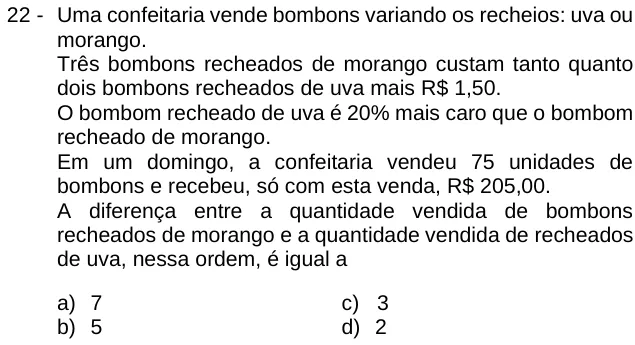 22 - Uma confeitaria vende bombons variando os recheios: uva ou
morango.
Três bombons recheados de morango custam tanto quanto
dois bombons recheados de uva mais R$ 1,50.
O bombom recheado de uva é 20% mais caro que o bombom
recheado de morango.
Em um domingo, a confeitaria vendeu 75 unidades de
bombons e recebeu, só com esta venda, R$ 205,00.
A diferença entre a quantidade vendida de bombons
recheados de morango e a quantidade vendida de recheados
de uva, nessa ordem, é igual a
a) 7 c) 3
b) 5 d) 2